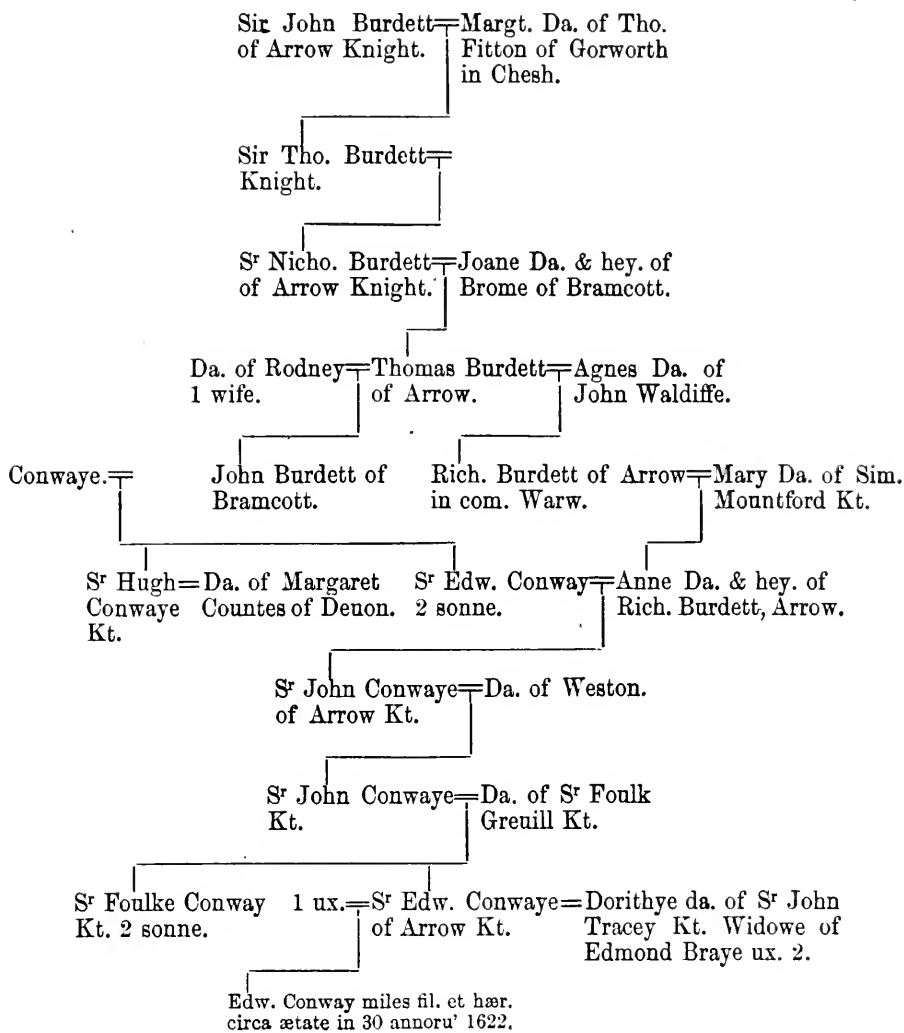 Sir John Burdett = Margt. Da. of Tho.
of Arrow Knight. Fitton of Gorworth
in Chesh.
Sir Tho. Burdett =
Knight.
Sr Nicho. Burdett = Joane Da. & hey. of
of Arrow Knight. Brome of Bramcott.
Da. of Rodney = Thomas Burdett = Agnes Da. of
1 wife. of Arrow. John Waldiffe.
Conwaye. = John Burdett of Rich. Burdett of Arrow = Mary Da. of Sim.
Bramcott. in com. Warw. Mountford Kt.
Sr Hugh = Da. of Margaret Sr Edw. Conway = Anne Da. & hey. of
Conwaye Countes of Deuon. 2 sonne. Rich. Burdett, Arrow.
Kt.
Sr John Conwaye = Da. of Weston.
of Arrow Kt.
Sr John Conwaye = Da. of Sr Foulk
Kt. Greuill Kt.
Sr Foulke Conway 1 ux. = Sr Edw. Conwaye = Dorithye da. of Sr John
Kt. 2 sonne. of Arrow Kt. Tracey Kt. Widowe of
Edmond Braye ux. 2.
Edw. Conway miles fil. et hær.
circa ætate in 30 annoru' 1622.